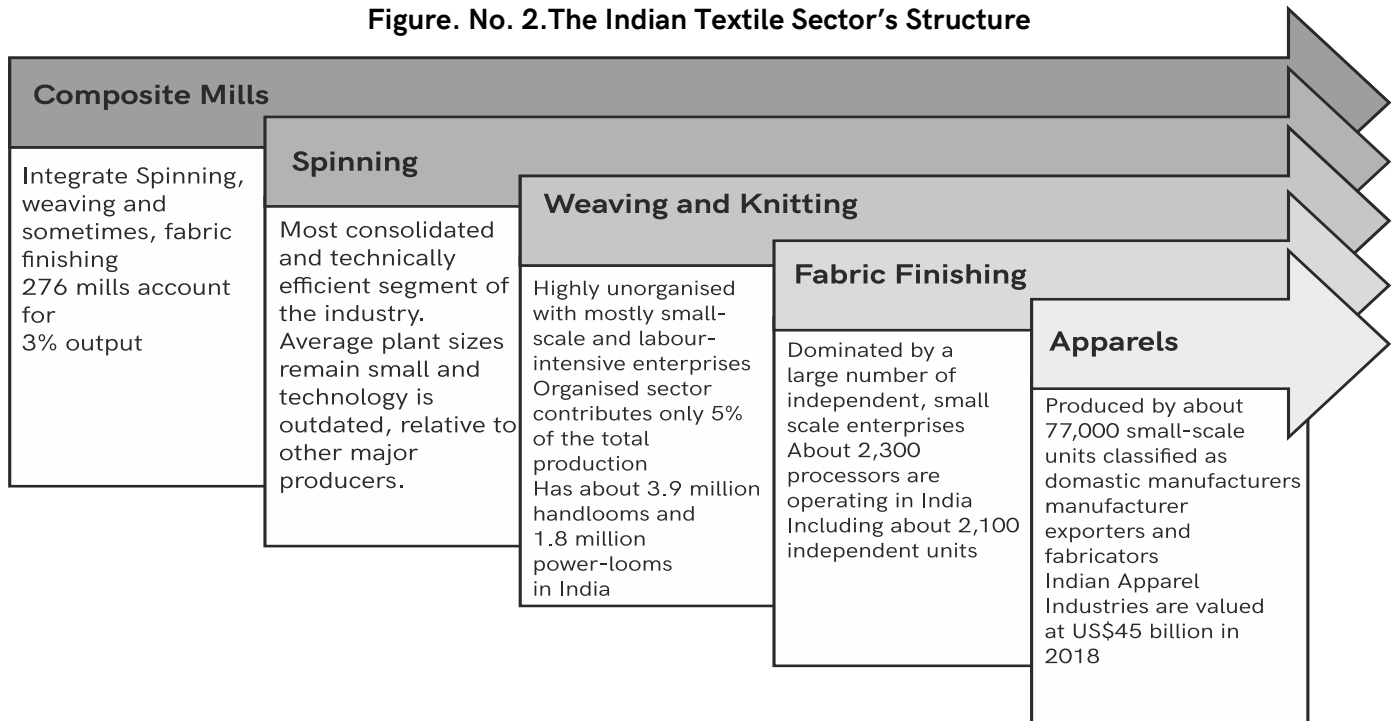 Figure. No. 2.The Indian Textile Sector's Structure
Composite Mills
Integrate Spinning,
weaving and
sometimes, fabric
finishing
276 mills account
for
3% output
Spinning
Most consolidated
and technically
efficient segment of
the industry.
Average plant sizes
remain small and
technology is
outdated, relative to
other major
producers.
Weaving and Knitting
Highly unorganised
with mostly small-
scale and labour-
intensive enterprises
Organised sector
contributes only 5%
of the total
production
Has about 3.9 million
handlooms and
1.8 million
power-looms
in India
Fabric Finishing
Dominated by a
large number of
independent, small
scale enterprises
About 2,300
processors are
operating in India
Including about 2,100
independent units
Apparels
Produced by about
77,000 small-scale
units classified as
domastic manufacturers
manufacturer
exporters and
fabricators
Indian Apparel
Industries are valued
at US$45 billion in
2018